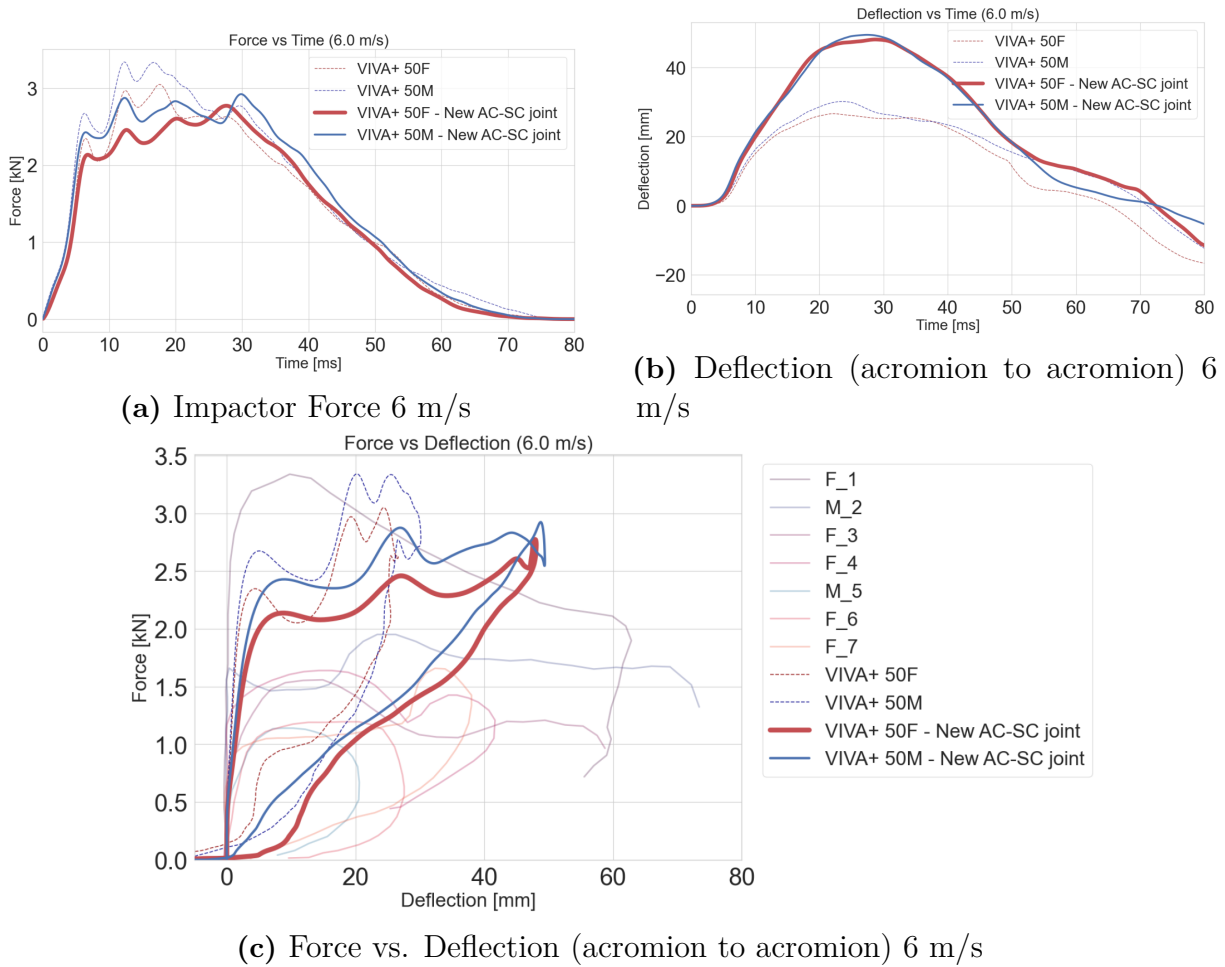 Force vs Time (6.0 m/s)
VIVA+ 50F
VIVA+ 50M
VIVA+ 50F - New AC-SC joint
VIVA+ 50M - New AC-SC joint
Force [kN]
3
2
1
0
0 10 20 30 40 50 60 70 80
Time [ms]
(a) Impactor Force 6 m/s
Deflection vs Time (6.0 m/s)
VIVA+ 50F
VIVA+ 50M
VIVA+ 50F - New AC-SC joint
VIVA+ 50M - New AC-SC joint
Deflection [mm]
40
20
0
−20
0 10 20 30 40 50 60 70 80
Time [ms]
(b) Deflection (acromion to acromion) 6
m/s
Force vs Deflection (6.0 m/s)
Force [kN]
3.5
3.0
2.5
2.0
1.5
1.0
0.5
0.0
0 20 40 60 80
Deflection [mm]
F_1
M_2
F_3
F_4
M_5
F_6
F_7
VIVA+ 50F
VIVA+ 50M
VIVA+ 50F - New AC-SC joint
VIVA+ 50M - New AC-SC joint
(c) Force vs. Deflection (acromion to acromion) 6 m/s